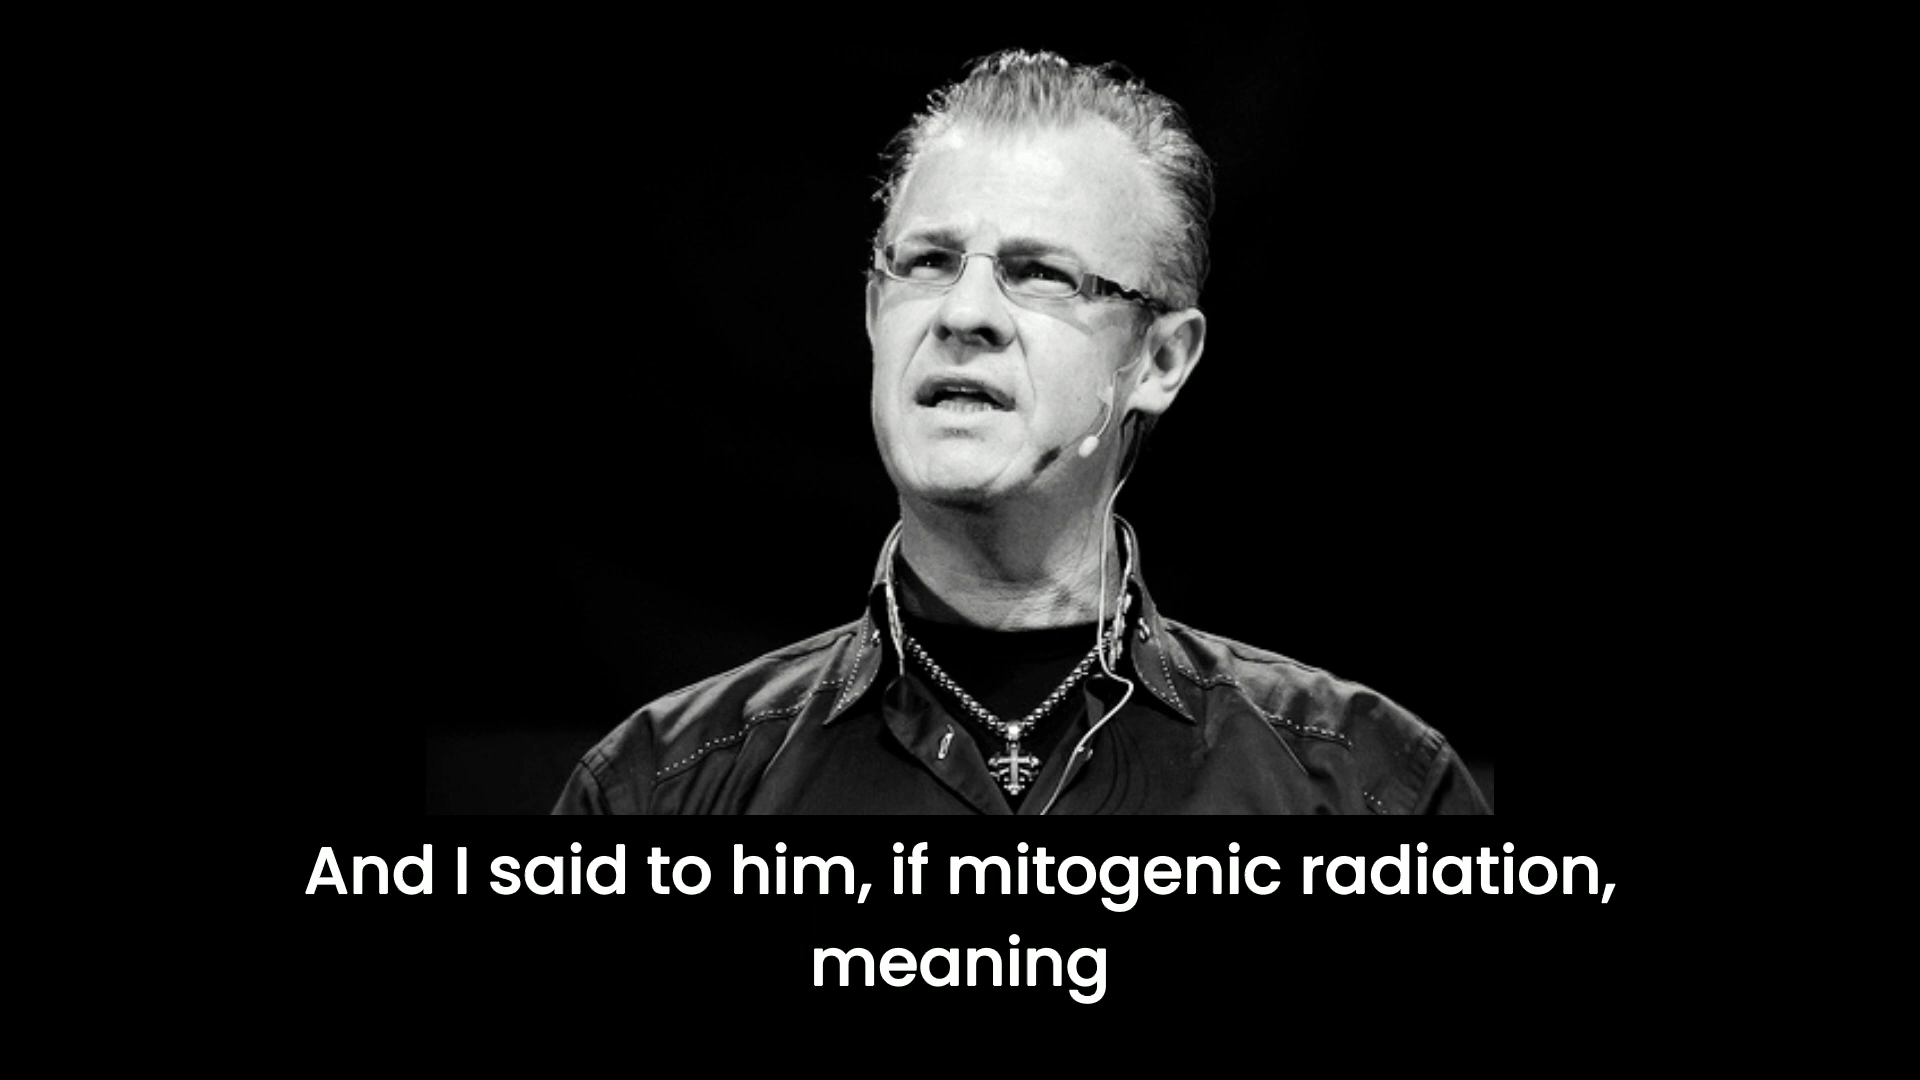 And I said to him, if mitogenic radiation,
meaning